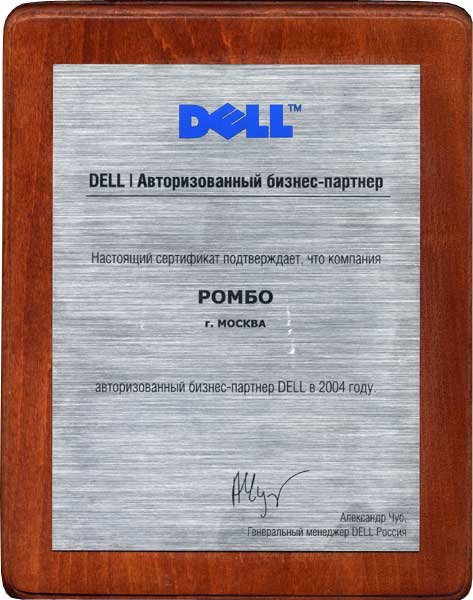 DELL™
DELL | Авторизованный бизнес-партнер
Настоящий сертификат подтверждает, что компания
РОМБО
г. МОСКВА
авторизованный бизнес-партнер DELL в 2004 году.
АЧуб
Александр Чуб,
Генеральный менеджер DELL Россия